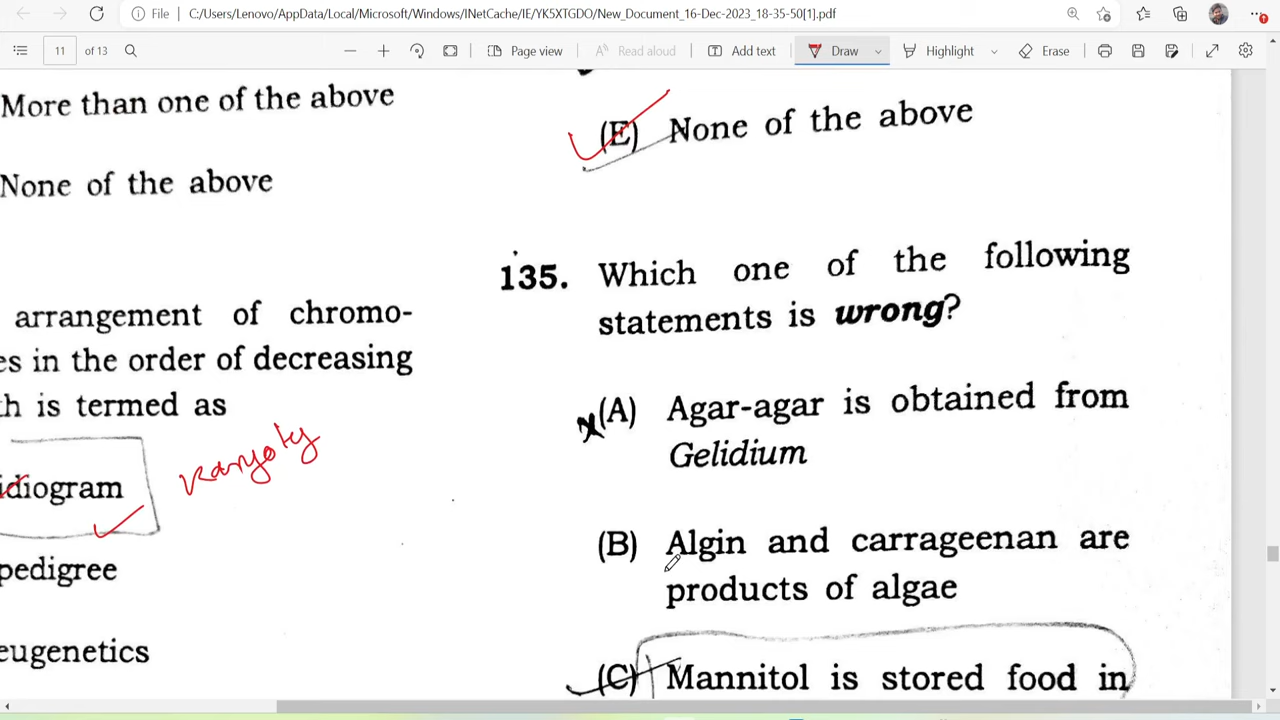 File
C:/Users/Lenovo/AppData/Local/Microsoft/Windows/INetCache/IE/YK5XTGDO/New_Document_16-Dec-2023_18-35-50[1].pdf
11 of 13
Page view
Read aloud
Add text
Draw
Highlight
Erase
More than one of the above
None of the above
arrangement of chromo-
es in the order of decreasing
h is termed as
idiogram
karyoty
pedigree
eugenetics
(E) None of the above
135. Which one of the following
statements is wrong?
(A) Agar-agar is obtained from
Gelidium
(B) Algin and carrageenan are
products of algae
(C) Mannitol is stored food in